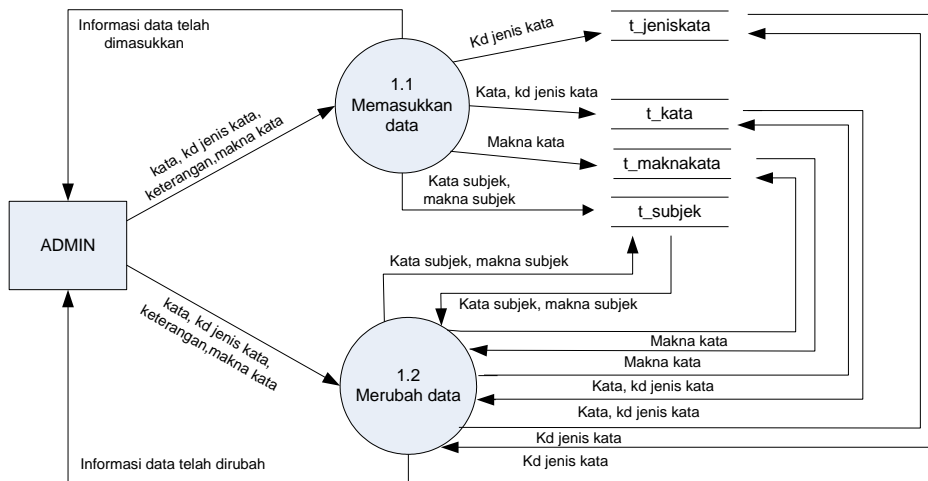 Informasi data telah
dimasukkan
Kd jenis kata
t_jeniskata
1.1
Memasukkan
data
Kata, kd jenis kata
t_kata
kata, kd jenis kata,
keterangan,makna kata
Makna kata
t_maknakata
Kata subjek,
makna subjek
t_subjek
ADMIN
Kata subjek, makna subjek
Kata subjek, makna subjek
kata, kd jenis kata,
keterangan,makna kata
1.2
Merubah data
Makna kata
Makna kata
Kata, kd jenis kata
Kata, kd jenis kata
Kd jenis kata
Kd jenis kata
Informasi data telah dirubah